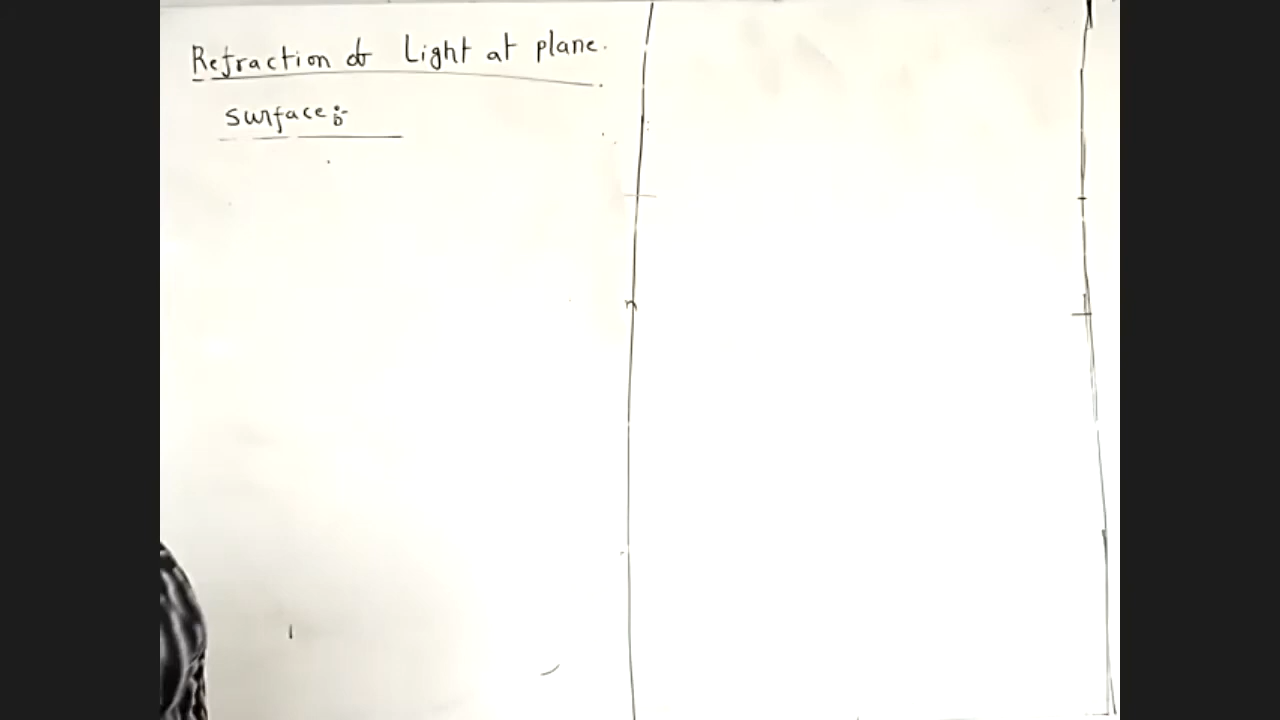 Refraction of Light at plane.
surface:-